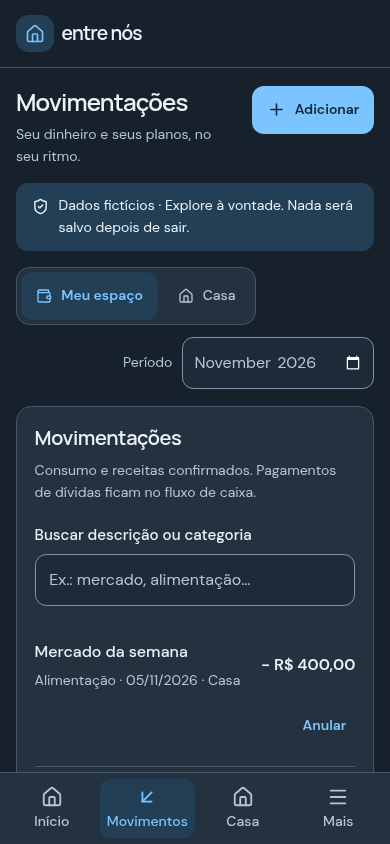 entre nós
Movimentações
Adicionar
Seu dinheiro e seus planos, no
seu ritmo.
Dados fictícios · Explore à vontade. Nada será
salvo depois de sair.
Meu espaço
Casa
Período
November 2026
Movimentações
Consumo e receitas confirmados. Pagamentos
de dívidas ficam no fluxo de caixa.
Buscar descrição ou categoria
Ex.: mercado, alimentação...
Mercado da semana
− R$ 400,00
Alimentação · 05/11/2026 · Casa
Anular
Início
Movimentos
Casa
Mais